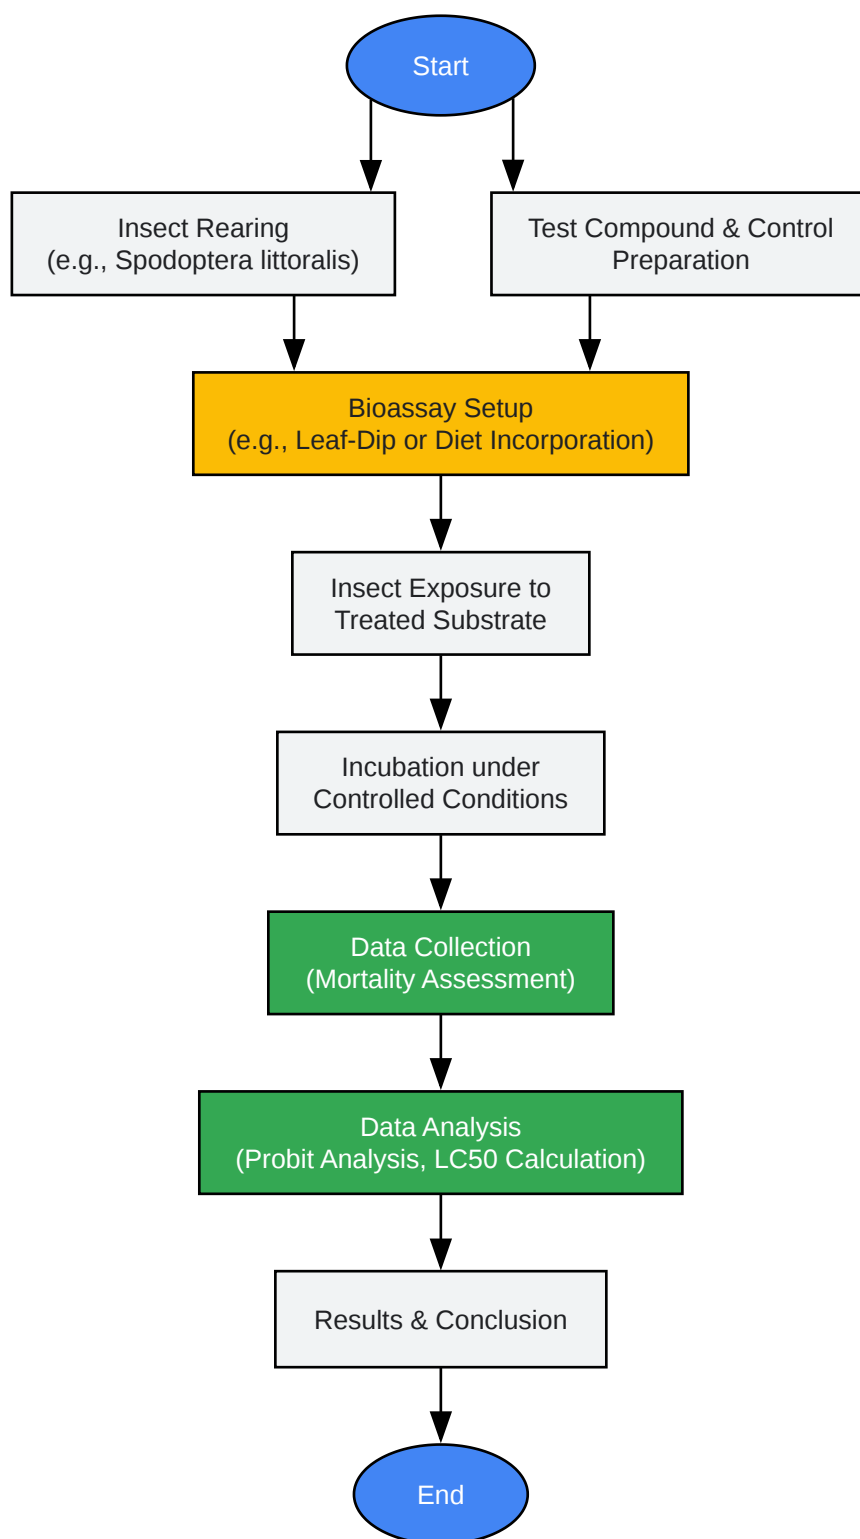 Start
Insect Rearing
(e.g., Spodoptera littoralis)
Test Compound & Control
Preparation
Bioassay Setup
(e.g., Leaf-Dip or Diet Incorporation)
Insect Exposure to
Treated Substrate
Incubation under
Controlled Conditions
Data Collection
(Mortality Assessment)
Data Analysis
(Probit Analysis, LC50 Calculation)
Results & Conclusion
End